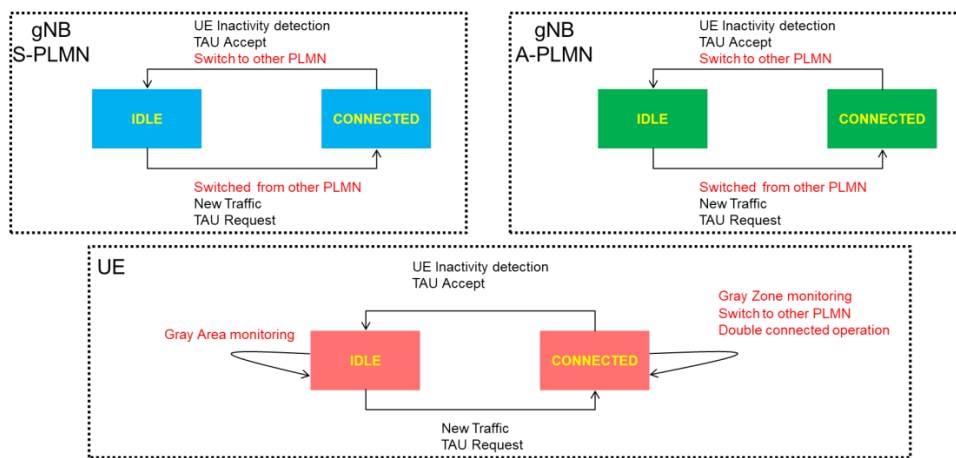 gNB
S-PLMN
UE Inactivity detection
TAU Accept
Switch to other PLMN
IDLE
CONNECTED
Switched from other PLMN
New Traffic
TAU Request
gNB
A-PLMN
UE Inactivity detection
TAU Accept
Switch to other PLMN
IDLE
CONNECTED
Switched from other PLMN
New Traffic
TAU Request
UE
UE Inactivity detection
TAU Accept
Gray Area monitoring
Gray Zone monitoring
Switch to other PLMN
Double connected operation
IDLE
CONNECTED
New Traffic
TAU Request